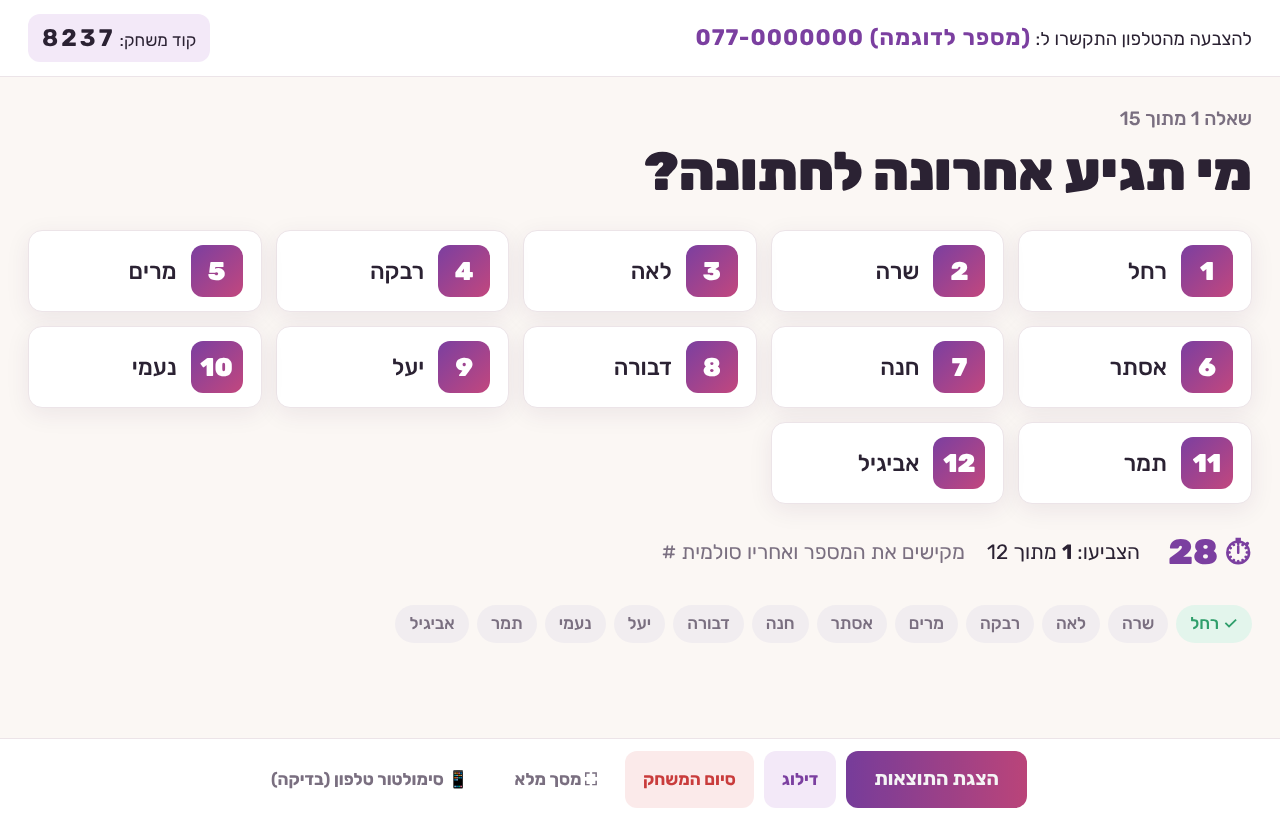 להצבעה מהטלפון התקשרו ל: 077-0000000 (מספר לדוגמה)
קוד משחק: 8237
שאלה 1 מתוך 15
מי תגיע אחרונה לחתונה?
1 רחל
2 שרה
3 לאה
4 רבקה
5 מרים
6 אסתר
7 חנה
8 דבורה
9 יעל
10 נעמי
11 תמר
12 אביגיל
⏱ 28 הצביעו: 1 מתוך 12 מקישים את המספר ואחריו סולמית #
✓ רחל שרה לאה רבקה מרים אסתר חנה דבורה יעל נעמי תמר אביגיל
הצגת התוצאות
דילוג
סיום המשחק
⛶ מסך מלא
📱 סימולטור טלפון (בדיקה)